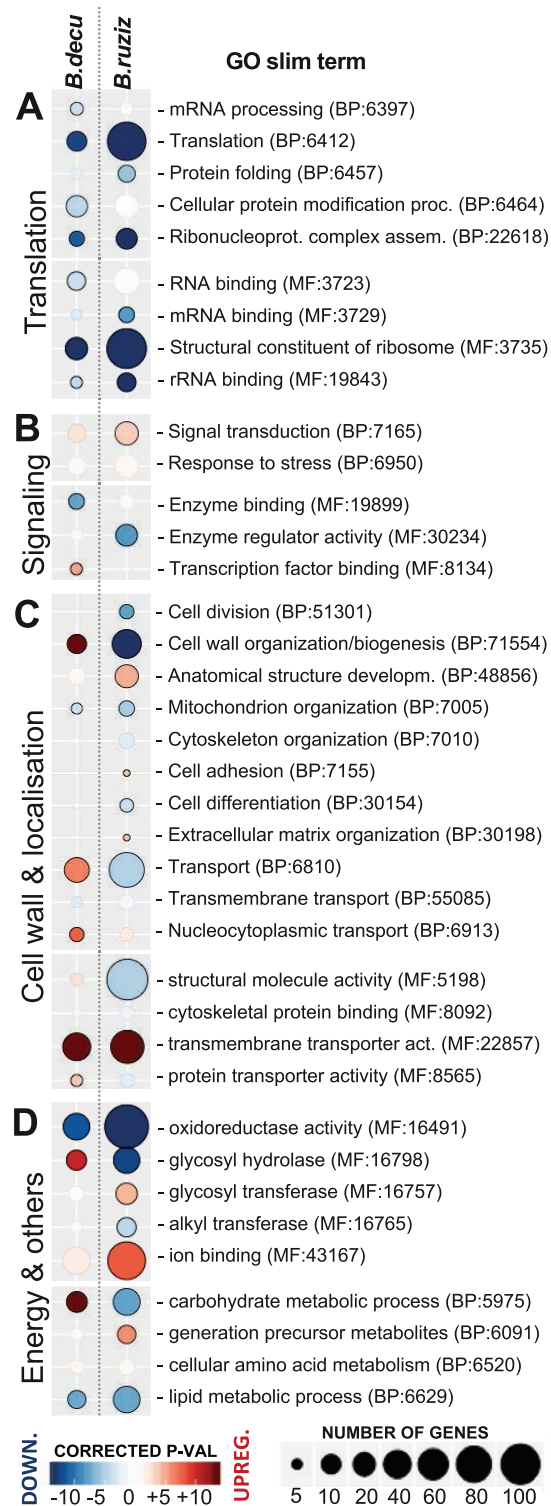 B.decu B.ruziz GO slim term
A Translation
- mRNA processing (BP:6397)
- Translation (BP:6412)
- Protein folding (BP:6457)
- Cellular protein modification proc. (BP:6464)
- Ribonucleoprot. complex assem. (BP:22618)
- RNA binding (MF:3723)
- mRNA binding (MF:3729)
- Structural constituent of ribosome (MF:3735)
- rRNA binding (MF:19843)
B Signaling
- Signal transduction (BP:7165)
- Response to stress (BP:6950)
- Enzyme binding (MF:19899)
- Enzyme regulator activity (MF:30234)
- Transcription factor binding (MF:8134)
C Cell wall & localisation
- Cell division (BP:51301)
- Cell wall organization/biogenesis (BP:71554)
- Anatomical structure developm. (BP:48856)
- Mitochondrion organization (BP:7005)
- Cytoskeleton organization (BP:7010)
- Cell adhesion (BP:7155)
- Cell differentiation (BP:30154)
- Extracellular matrix organization (BP:30198)
- Transport (BP:6810)
- Transmembrane transport (BP:55085)
- Nucleocytoplasmic transport (BP:6913)
- structural molecule activity (MF:5198)
- cytoskeletal protein binding (MF:8092)
- transmembrane transporter act. (MF:22857)
- protein transporter activity (MF:8565)
D Energy & others
- oxidoreductase activity (MF:16491)
- glycosyl hydrolase (MF:16798)
- glycosyl transferase (MF:16757)
- alkyl transferase (MF:16765)
- ion binding (MF:43167)
- carbohydrate metabolic process (BP:5975)
- generation precursor metabolites (BP:6091)
- cellular amino acid metabolism (BP:6520)
- lipid metabolic process (BP:6629)
DOWN. CORRECTED P-VAL UPREG.
-10 -5 0 +5 +10
NUMBER OF GENES
5 10 20 40 60 80 100